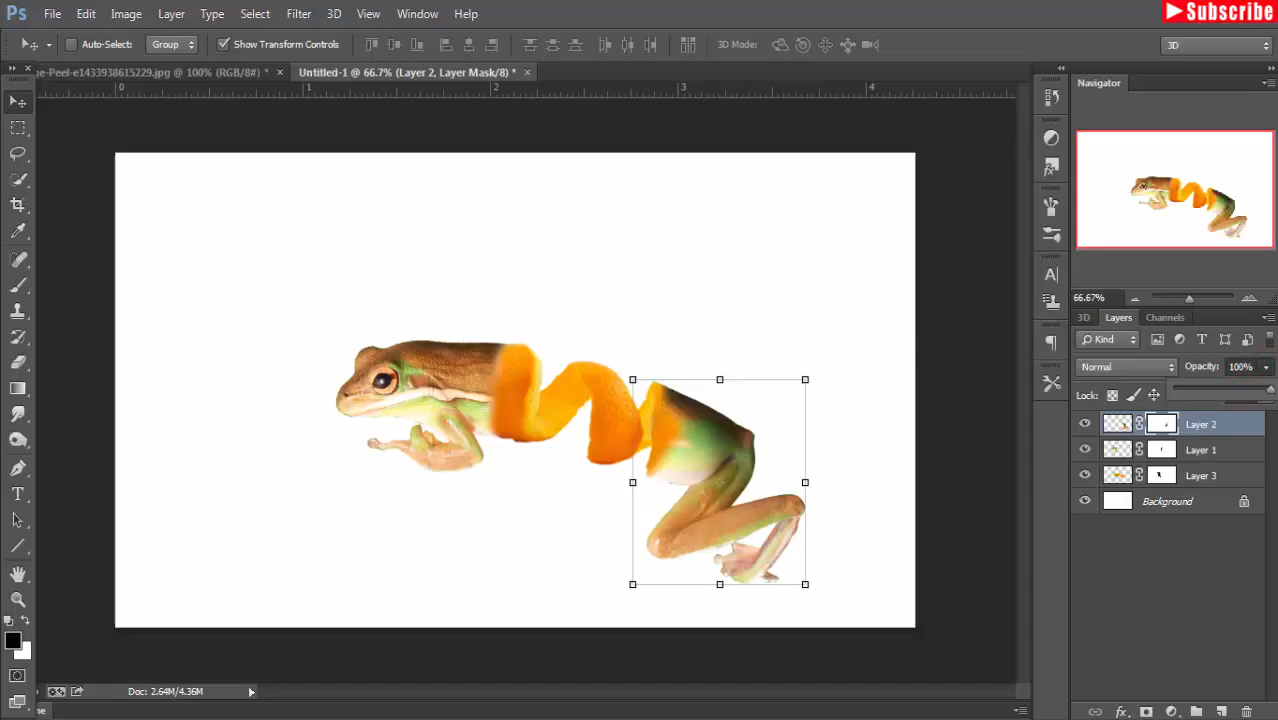 Ps File Edit Image Layer Type Select Filter 3D View Window Help
Subscribe
Auto-Select: Group Show Transform Controls 3D Mode: 3D
ge-Peel-e1433938615229.jpg @ 100% (RGB/8#) * × Untitled-1 @ 66.7% (Layer 2, Layer Mask/8) * ×
0 1 2 3 4
Navigator
66.67%
3D Layers Channels
Kind
Normal Opacity: 100%
Lock:
Layer 2
Layer 1
Layer 3
Background
Doc: 2.64M/4.36M